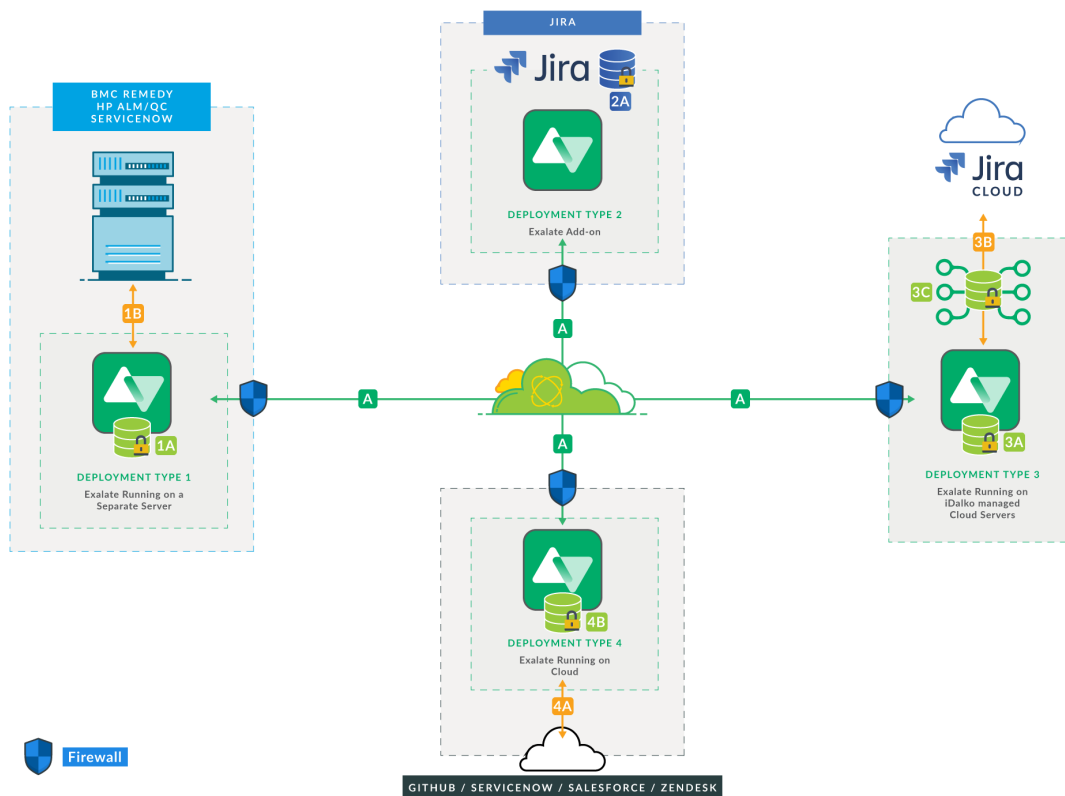 JIRA
Jira
2A
DEPLOYMENT TYPE 2
Exalate Add-on
A
BMC REMEDY
HP ALM/QC
SERVICENOW
1B
1A
DEPLOYMENT TYPE 1
Exalate Running on a
Separate Server
A
A
Jira
CLOUD
3B
3C
3A
DEPLOYMENT TYPE 3
Exalate Running on
iDalko managed
Cloud Servers
A
4B
DEPLOYMENT TYPE 4
Exalate Running on
Cloud
4A
GITHUB / SERVICENOW / SALESFORCE / ZENDESK
Firewall